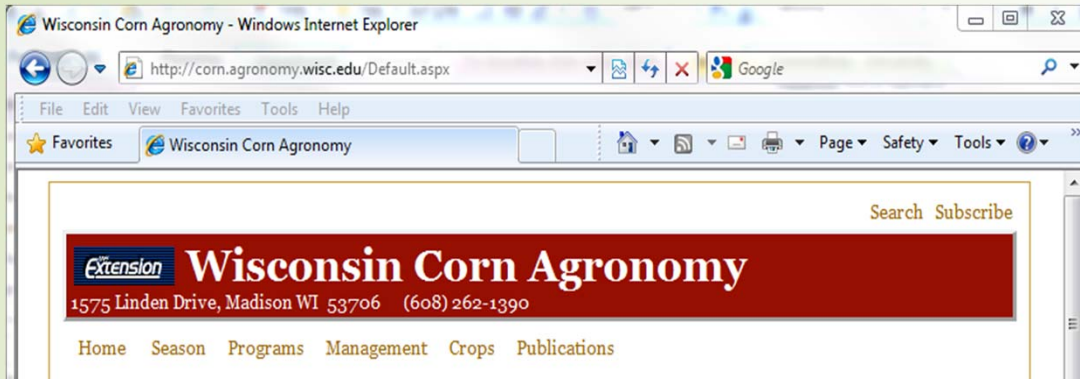 Wisconsin Corn Agronomy - Windows Internet Explorer
http://corn.agronomy.wisc.edu/Default.aspx
Google
File Edit View Favorites Tools Help
Favorites Wisconsin Corn Agronomy Page Safety Tools
Search Subscribe
Extension Wisconsin Corn Agronomy
1575 Linden Drive, Madison WI 53706 (608) 262-1390
Home Season Programs Management Crops Publications